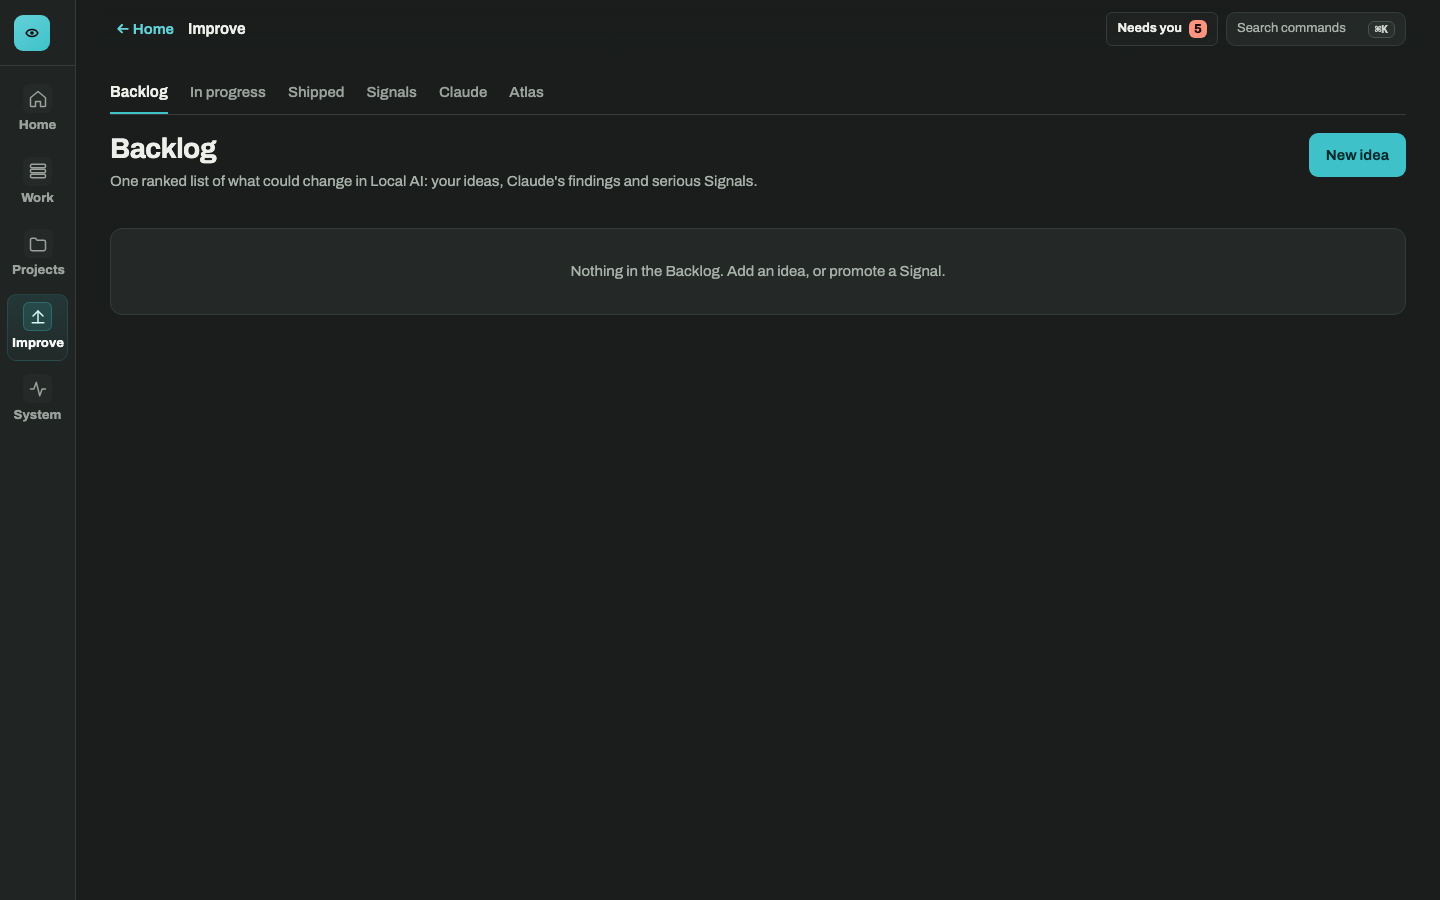 ← Home Improve
Needs you 5
Search commands ⌘K
Home
Work
Projects
Improve
System
Backlog In progress Shipped Signals Claude Atlas
Backlog
New idea
One ranked list of what could change in Local AI: your ideas, Claude's findings and serious Signals.
Nothing in the Backlog. Add an idea, or promote a Signal.